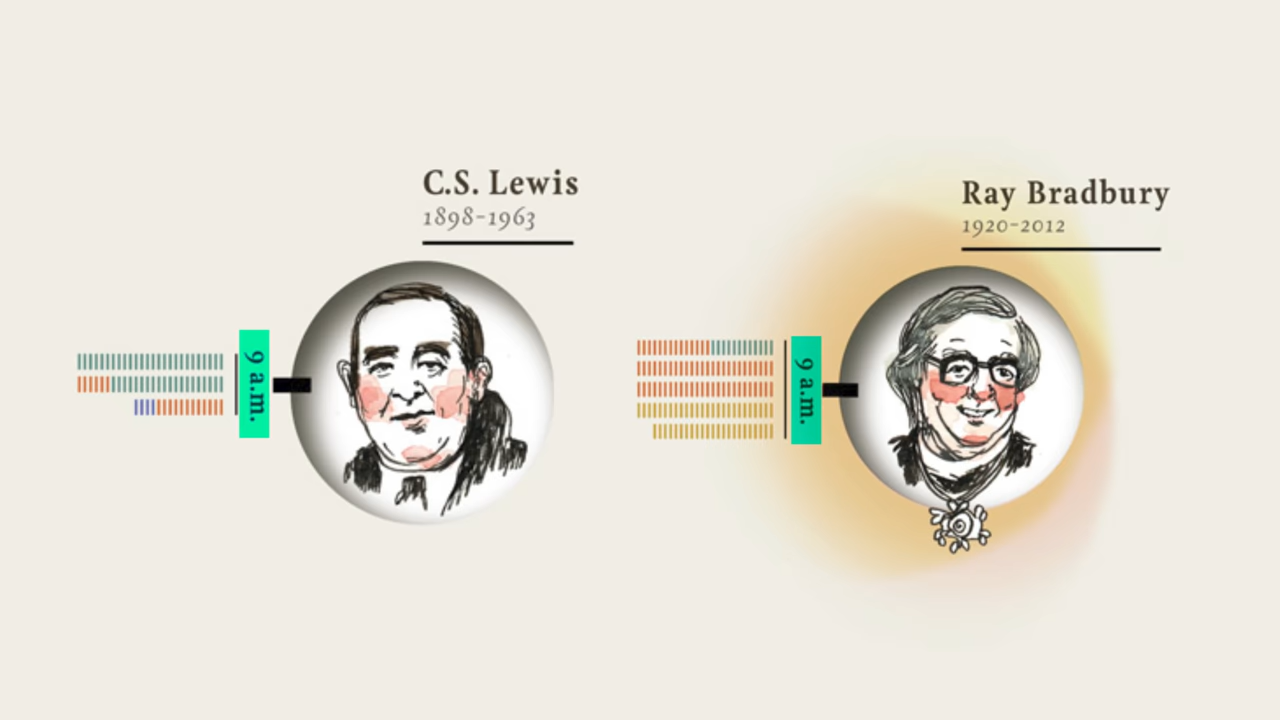 C.S. Lewis
1898-1963
9 a.m.
Ray Bradbury
1920-2012
9 a.m.